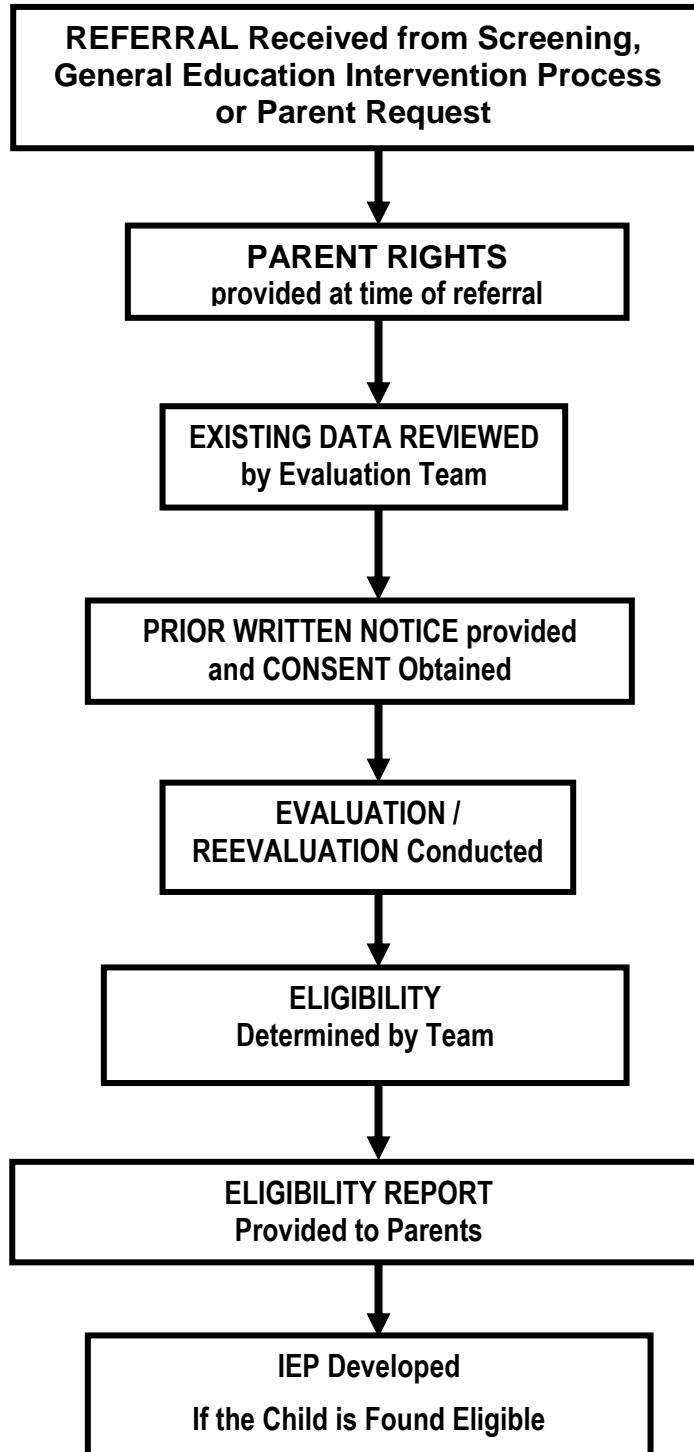 REFERRAL Received from Screening,
General Education Intervention Process
or Parent Request
PARENT RIGHTS
provided at time of referral
EXISTING DATA REVIEWED
by Evaluation Team
PRIOR WRITTEN NOTICE provided
and CONSENT Obtained
EVALUATION /
REEVALUATION Conducted
ELIGIBILITY
Determined by Team
ELIGIBILITY REPORT
Provided to Parents
IEP Developed
If the Child is Found Eligible